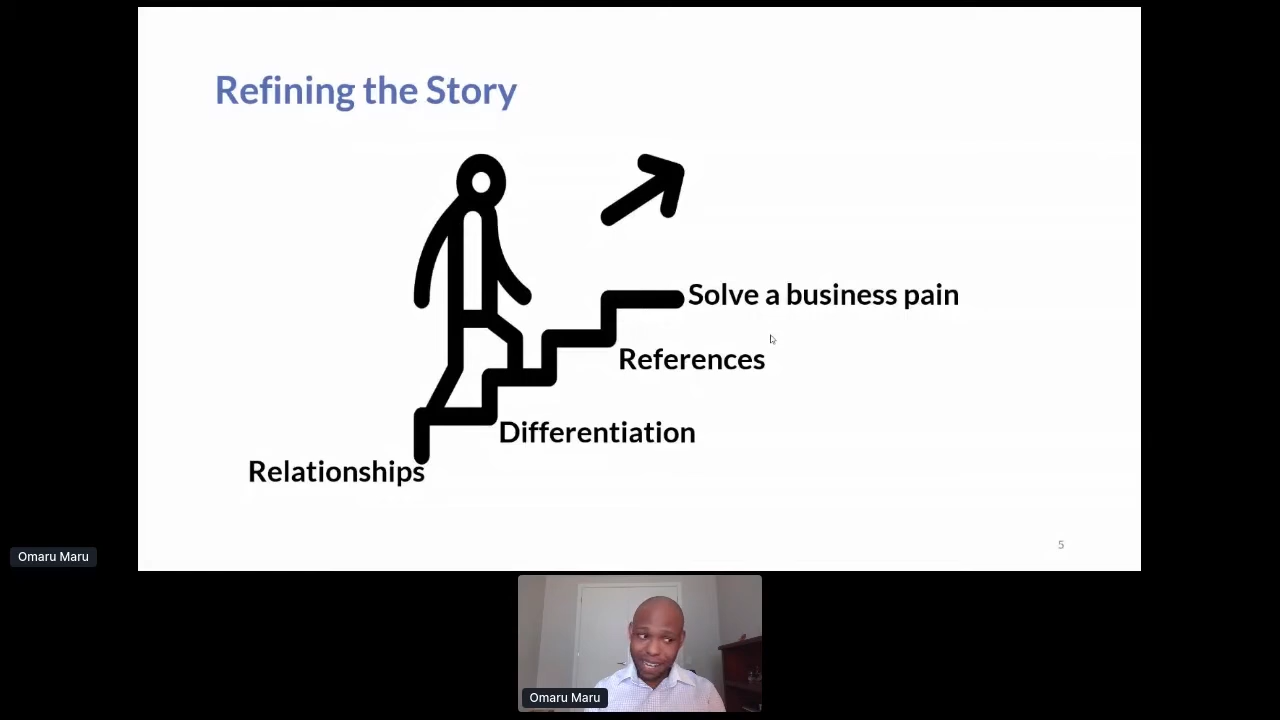 Refining the Story
Solve a business pain
References
Differentiation
Relationships
5
Omaru Maru
Omaru Maru